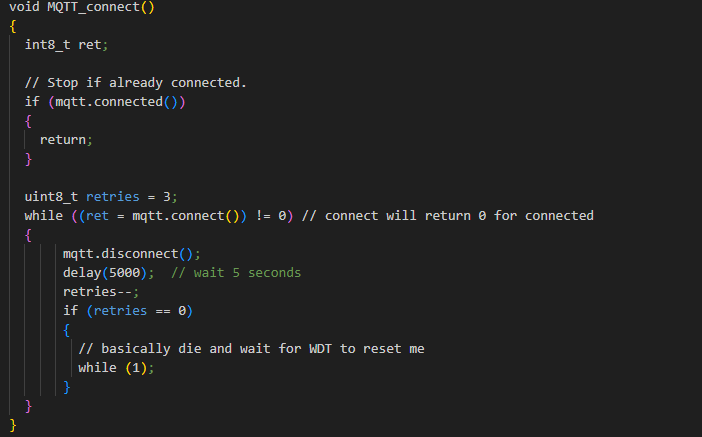 void MQTT_connect()
{
  int8_t ret;

  // Stop if already connected.
  if (mqtt.connected())
  {
    return;
  }

  uint8_t retries = 3;
  while ((ret = mqtt.connect()) != 0) // connect will return 0 for connected
  {
       mqtt.disconnect();
       delay(5000);  // wait 5 seconds
       retries--;
       if (retries == 0)
       {
         // basically die and wait for WDT to reset me
         while (1);
       }
  }
}